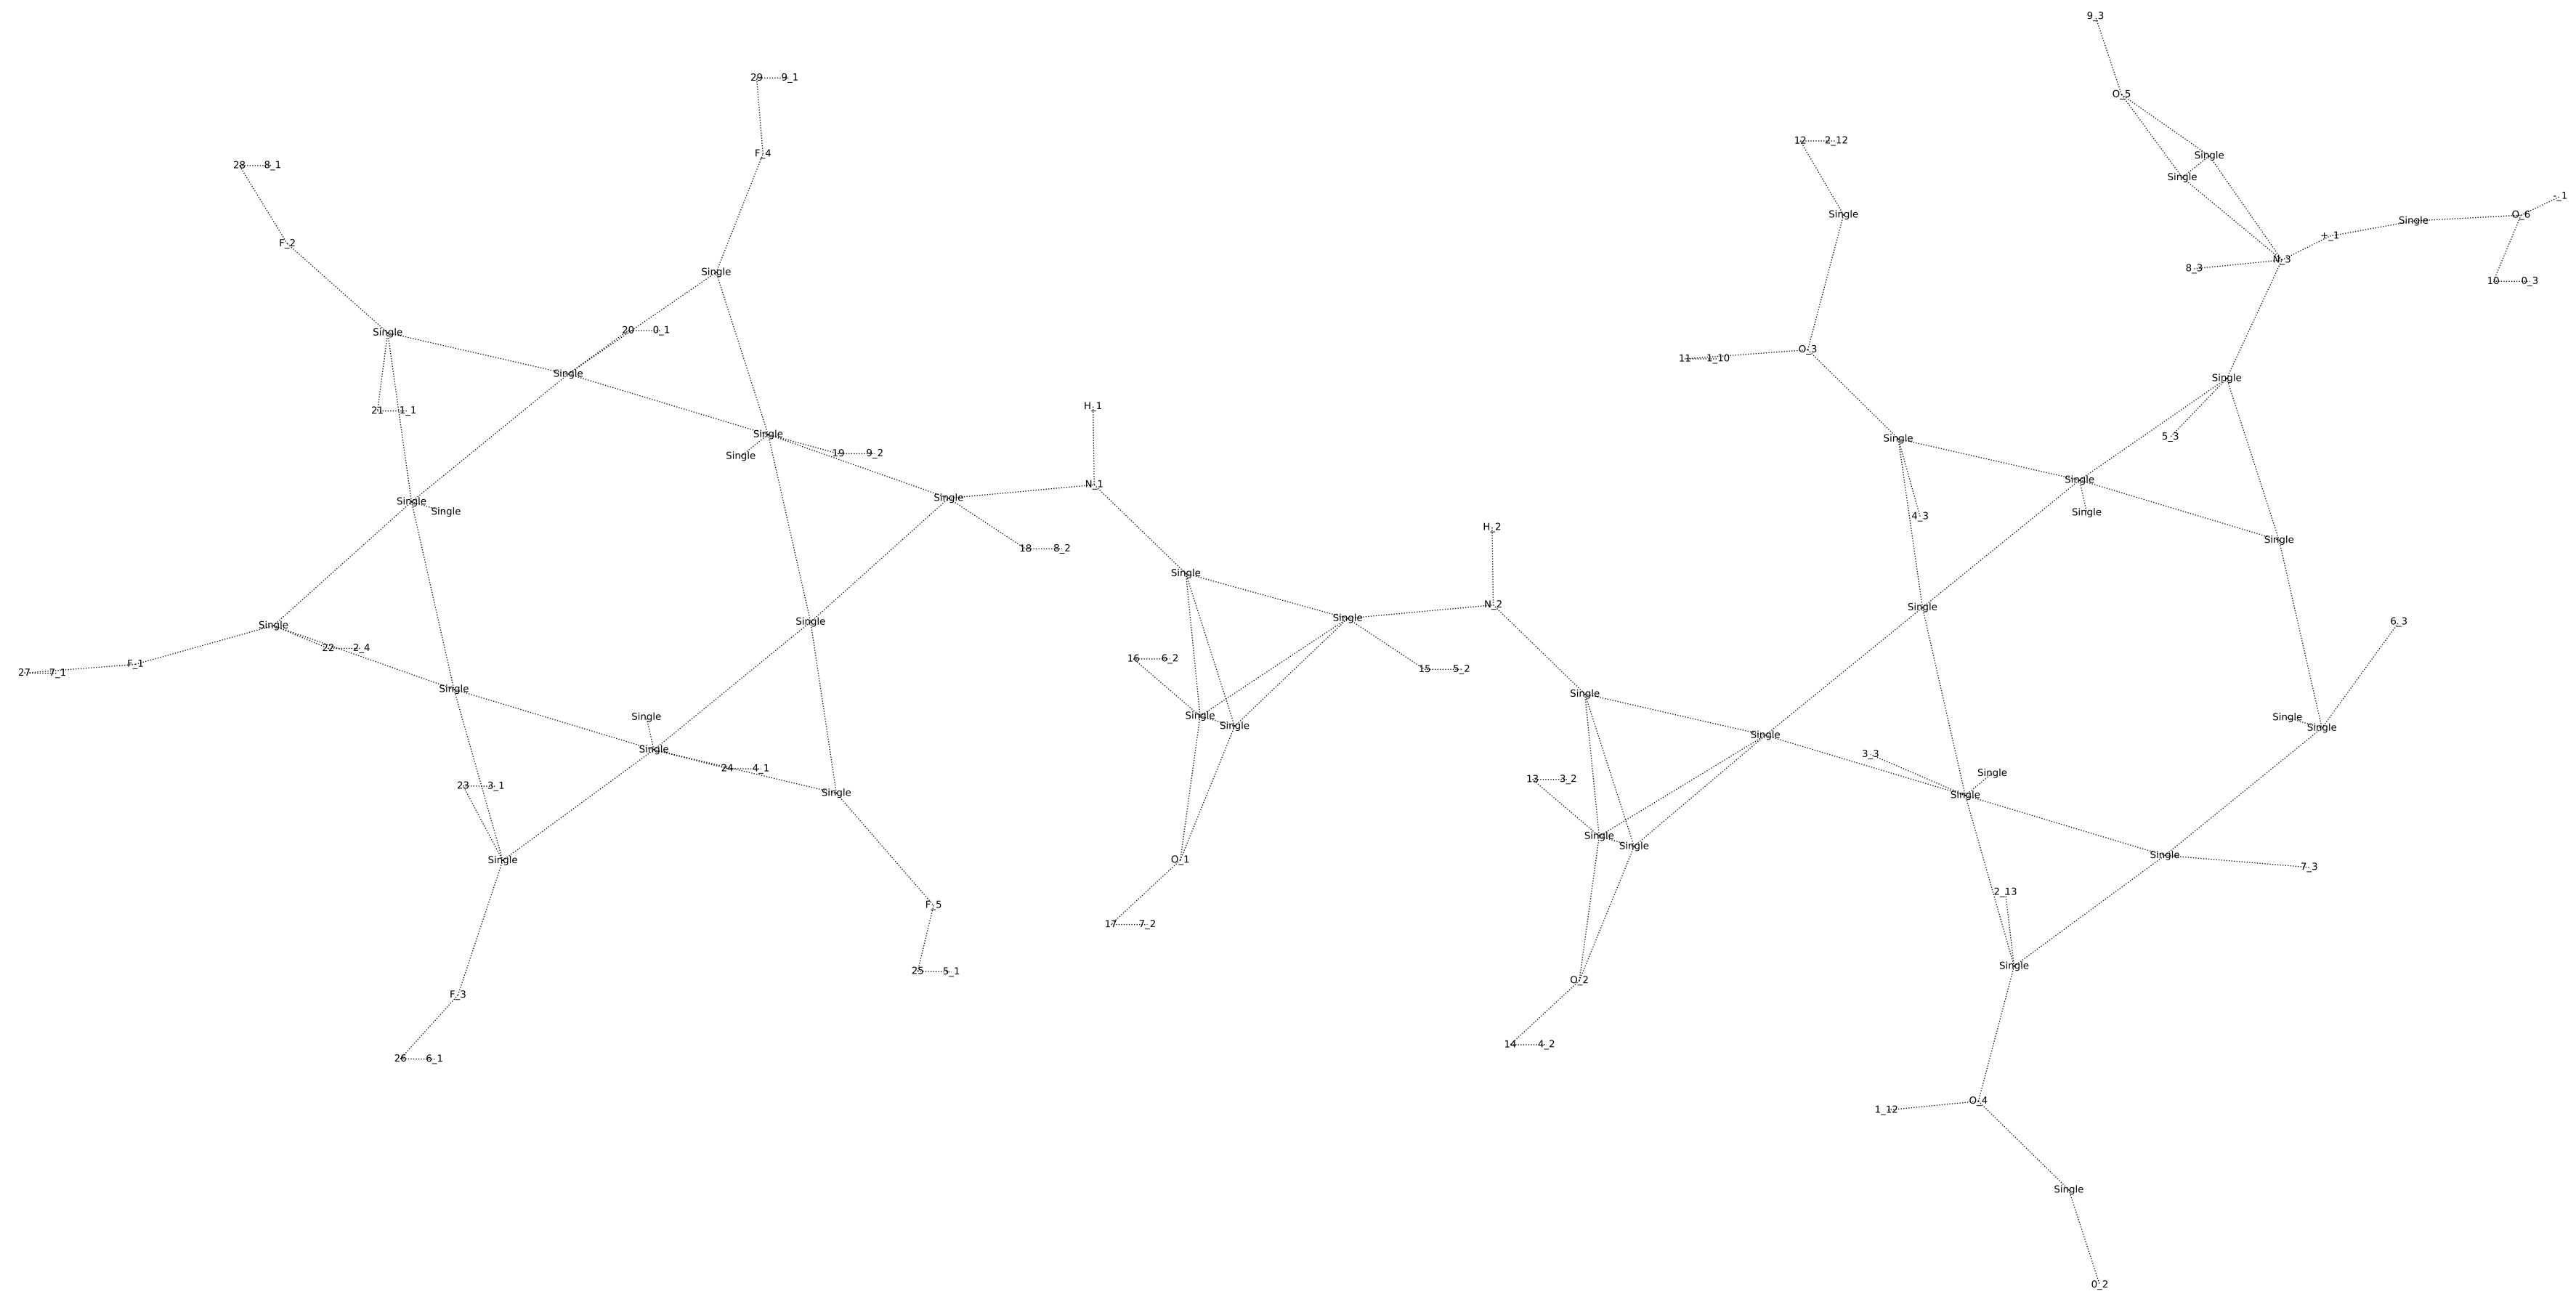 9_3
29 9_1
O_5
12 2_12
F_4
Single
28 8_1
Single
-_1
Single
O_6
Single
+_1
F_2
N_3
8_3
Single
10 0_3
20 0_1
Single
O_3
11 1_10
Single
Single
H_1
21 1_1
Single
5_3
Single
19 9_2
Single
Single
N_1
Single
Single
Single
Single
4_3
H_2
Single
18 8_2
Single
N_2
Single
Single
Single
6_3
Single
22 2_4
16 6_2
F_1
15 5_2
27 7_1
Single
Single
Single
Single
Single
Single
Single
Single
Single
3_3
24 4_1
Single
13 3_2
23 3_1
Single
Single
Single
Single
Single
Single
O_1
7_3
2_13
F_5
17 7_2
Single
25 5_1
O_2
F_3
14 4_2
26 6_1
O_4
1_12
Single
0_2